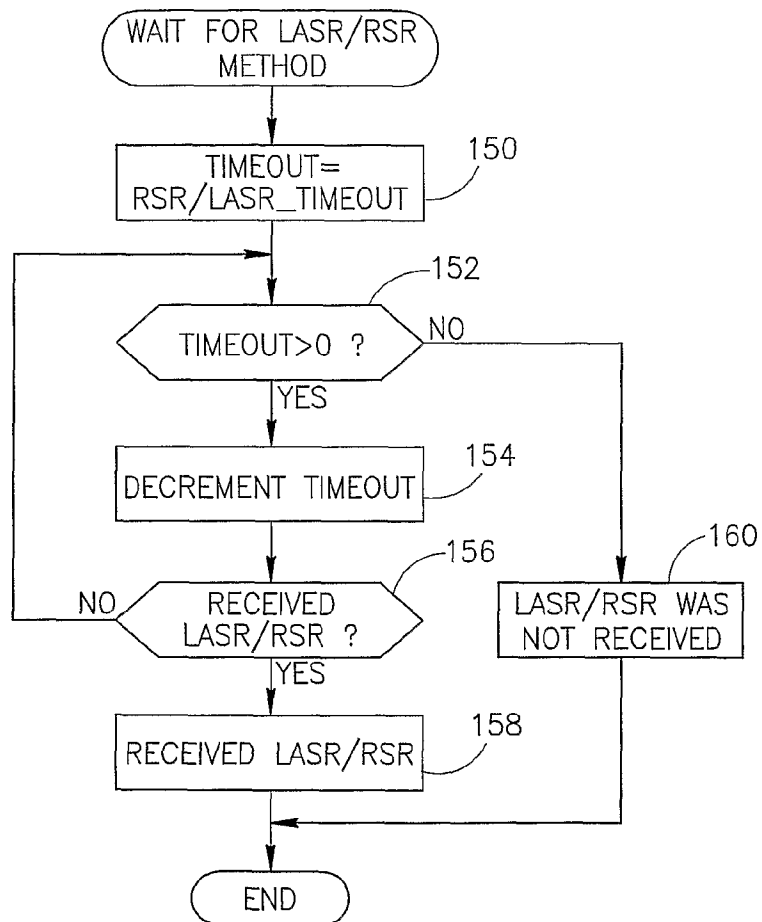 WAIT FOR LASR/RSR
METHOD
TIMEOUT=
RSR/LASR_TIMEOUT
150
152
TIMEOUT>0 ?
NO
YES
DECREMENT TIMEOUT
154
156
160
NO
RECEIVED
LASR/RSR ?
LASR/RSR WAS
NOT RECEIVED
YES
RECEIVED LASR/RSR
158
END